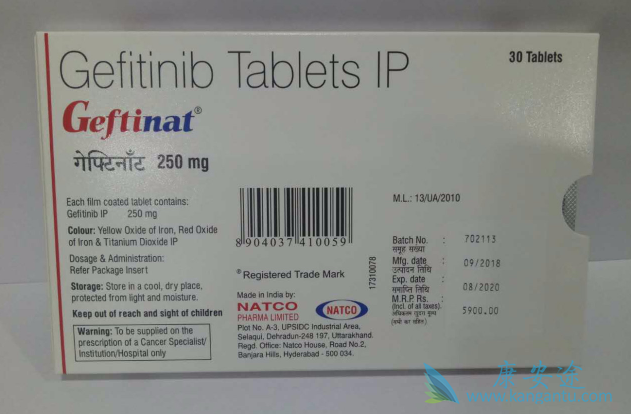 Gefitinib Tablets IP
30 Tablets
Geftinat®
गेफ्टिनॉट 250 mg
Each film coated tablet contains:
Gefitinib IP 250 mg
Colour: Yellow Oxide of Iron, Red Oxide
of Iron & Titanium Dioxide IP
Dosage & Administration:
Refer Package Insert
Storage: Store in a cool, dry place,
protected from light and moisture.
Keep out of reach and sight of children
Warning: To be supplied on the
prescription of a Cancer Specialist/
Institution/Hospital only
8 904037 410059
® Registered Trade Mark
Made in India by:
NATCO
PHARMA LIMITED
NATCO
Plot No. A-3, UPSIDC Industrial Area,
Selaqui, Dehradun-248 197, Uttarakhand.
Regd. Office: Natco House, Road No.2,
Banjara Hills, Hyderabad - 500 034.
17310078
M.L.: 13/UA/2010
Batch No. : 702113
समूह संख्या
Mfg. date : 09/2018
उत्पादन तिथि
Exp. date : 08/2020
समाप्ति तिथि
M.R.P. Rs. : 5900.00
(incl. of all taxes)